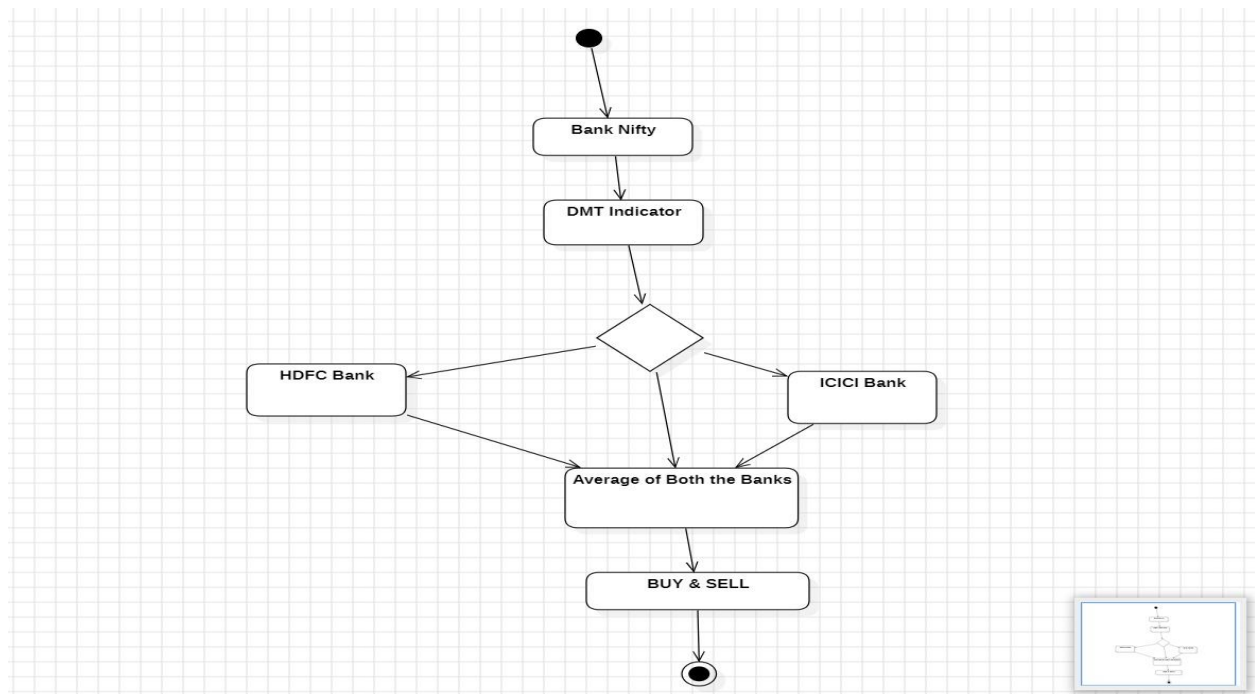 Bank Nifty
DMT Indicator
HDFC Bank
ICICI Bank
Average of Both the Banks
BUY & SELL